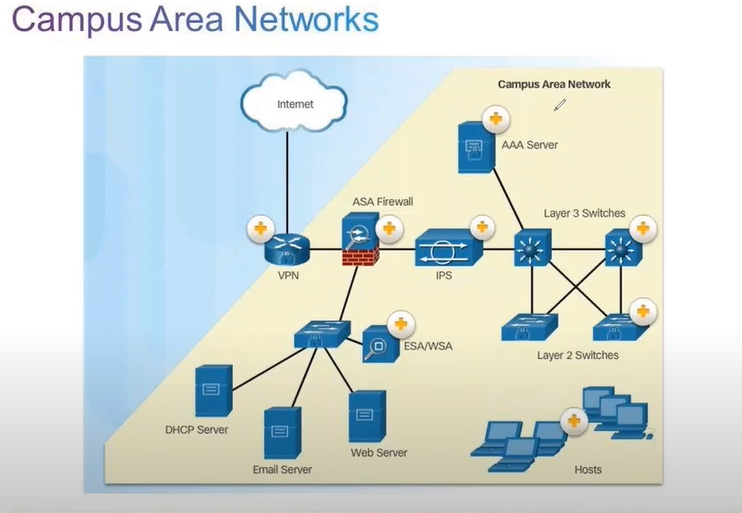 Campus Area Networks
Internet
Campus Area Network
AAA Server
ASA Firewall
Layer 3 Switches
VPN
IPS
ESA/WSA
Layer 2 Switches
DHCP Server
Email Server
Web Server
Hosts